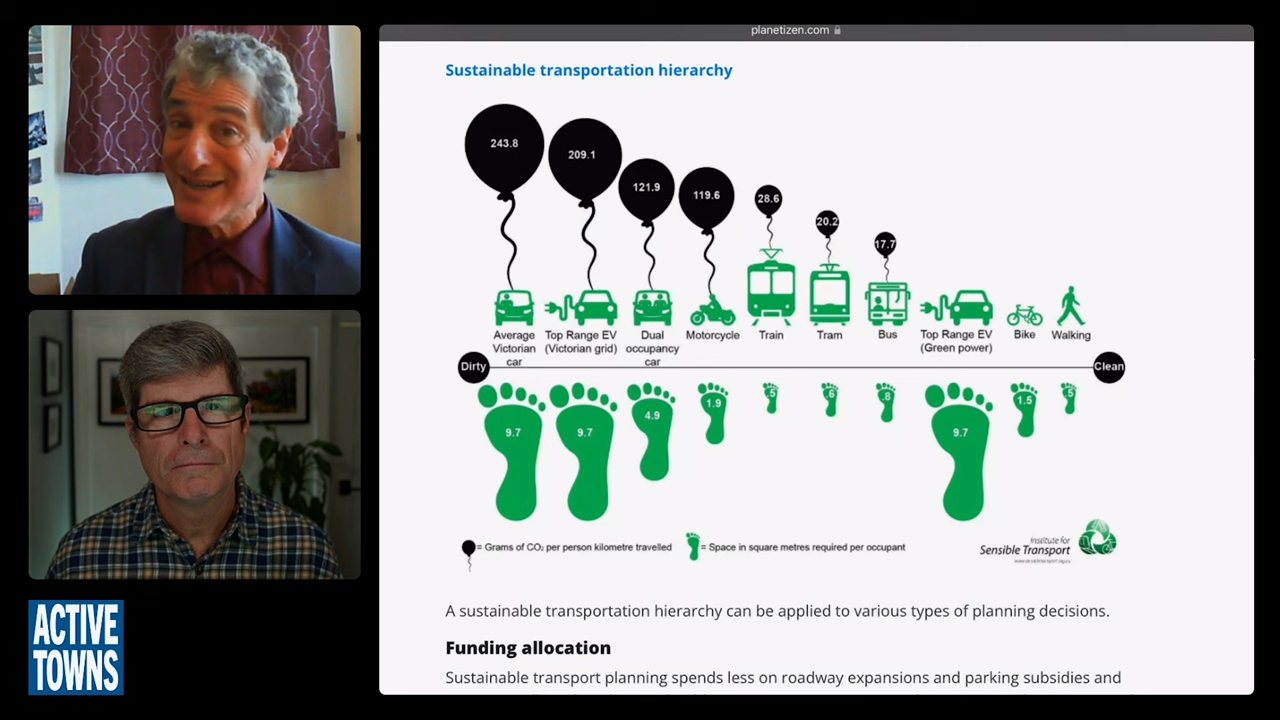 planetizen.com
Sustainable transportation hierarchy
243.8
209.1
121.9
119.6
28.6
20.2
17.7
Average
Victorian
car
Top Range EV
(Victorian grid)
Dual
occupancy
car
Motorcycle
Train
Tram
Bus
Top Range EV
(Green power)
Bike
Walking
Dirty
Clean
9.7
9.7
4.9
1.9
.5
.6
.8
9.7
1.5
.5
= Grams of CO₂ per person kilometre travelled
= Space in square metres required per occupant
Institute for
Sensible Transport
www.sensibletransport.org.au
A sustainable transportation hierarchy can be applied to various types of planning decisions.
Funding allocation
Sustainable transport planning spends less on roadway expansions and parking subsidies and
ACTIVE
TOWNS